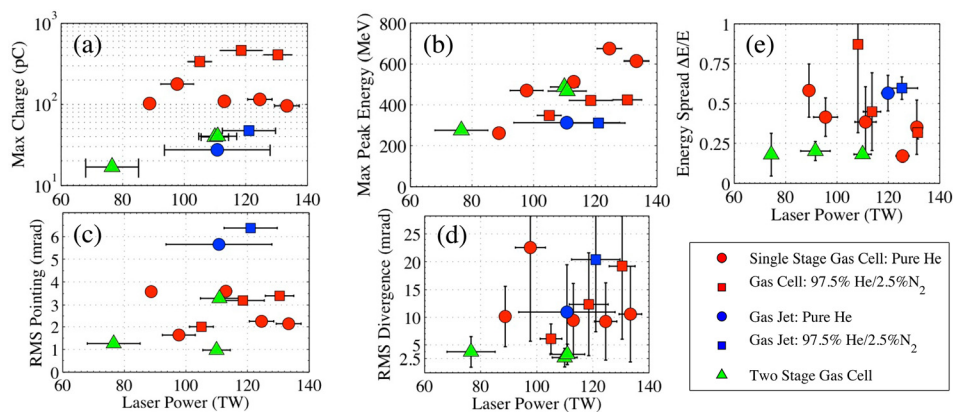 (a)
Max Charge (pC)
10³
10²
10¹
60 80 100 120 140
(b)
Max Peak Energy (MeV)
800
600
400
200
0
60 80 100 120 140
(e)
Energy Spread ΔE/E
1
0.75
0.5
0.25
0
60 80 100 120 140
Laser Power (TW)
(c)
RMS Pointing (mrad)
6
5
4
3
2
1
0
60 80 100 120 140
Laser Power (TW)
(d)
RMS Divergence (mrad)
25
20
15
10
5
2.5
60 80 100 120 140
Laser Power (TW)
Single Stage Gas Cell: Pure He
Gas Cell: 97.5% He/2.5%N₂
Gas Jet: Pure He
Gas Jet: 97.5% He/2.5%N₂
Two Stage Gas Cell